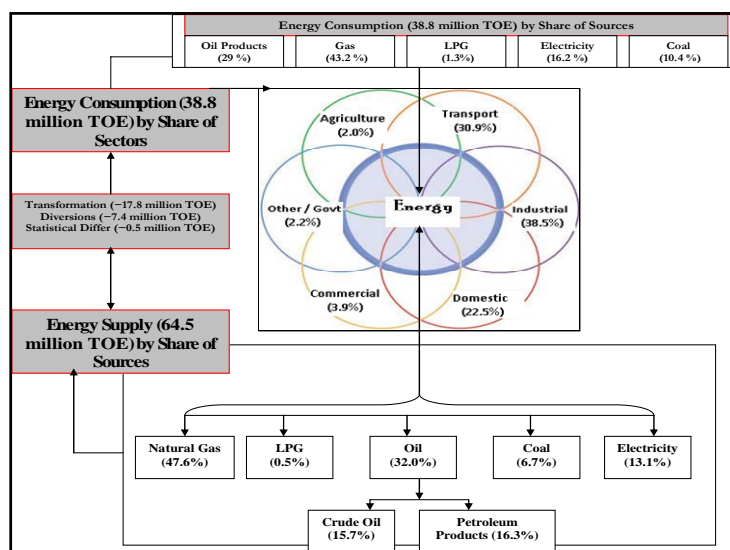 Energy Consumption (38.8 million TOE) by Share of Sources
Oil Products
(29 %)
Gas
(43.2 %)
LPG
(1.3%)
Electricity
(16.2 %)
Coal
(10.4 %)
Energy Consumption (38.8
million TOE) by Share of
Sectors
Agriculture
(2.0%)
Transport
(30.9%)
Transformation (−17.8 million TOE)
Diversions (−7.4 million TOE)
Statistical Differ (−0.5 million TOE)
Other / Govt
(2.2%)
Energy
Industrial
(38.5%)
Commercial
(3.9%)
Domestic
(22.5%)
Energy Supply (64.5
million TOE) by Share of
Sources
Natural Gas
(47.6%)
LPG
(0.5%)
Oil
(32.0%)
Coal
(6.7%)
Electricity
(13.1%)
Crude Oil
(15.7%)
Petroleum
Products (16.3%)